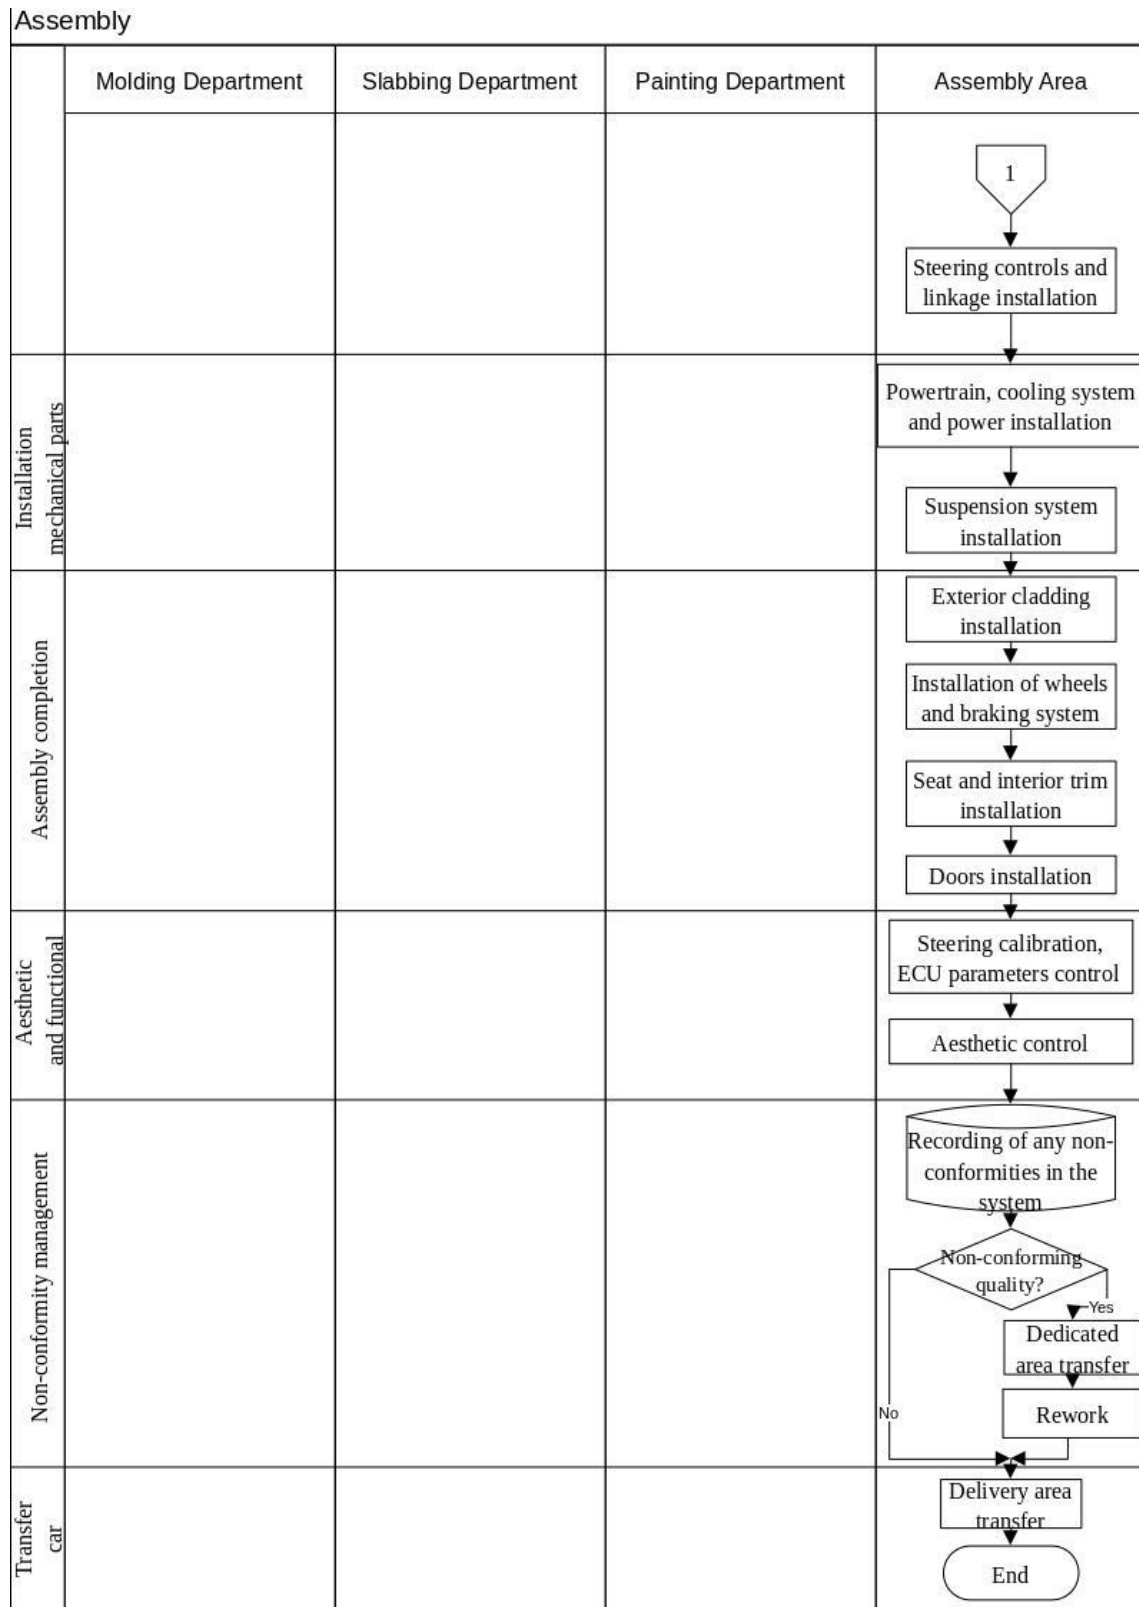 Assembly
Molding Department
Slabbing Department
Painting Department
Assembly Area
1
Steering controls and
linkage installation
Installation
mechanical parts
Powertrain, cooling system
and power installation
Suspension system
installation
Assembly completion
Exterior cladding
installation
Installation of wheels
and braking system
Seat and interior trim
installation
Doors installation
Aesthetic
and functional
Steering calibration,
ECU parameters control
Aesthetic control
Non-conformity management
Recording of any non-
conformities in the
system
Non-conforming
quality?
Yes
Dedicated
area transfer
No
Rework
Transfer
car
Delivery area
transfer
End